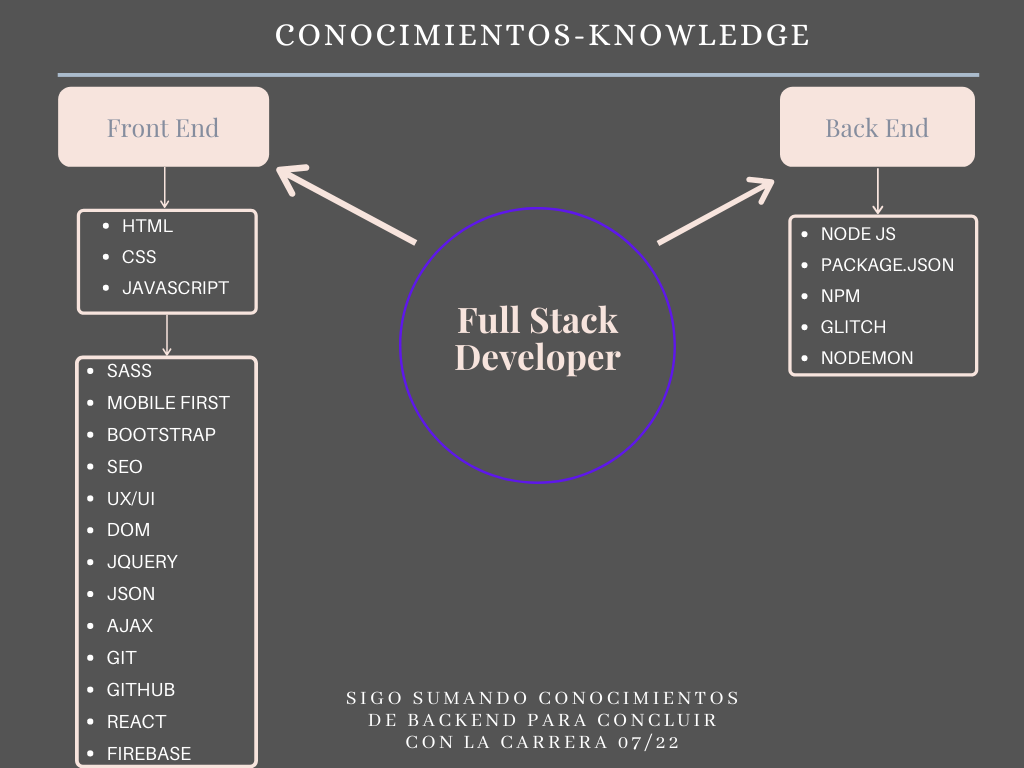 CONOCIMIENTOS-KNOWLEDGE
Front End
HTML
CSS
JAVASCRIPT
SASS
MOBILE FIRST
BOOTSTRAP
SEO
UX/UI
DOM
JQUERY
JSON
AJAX
GIT
GITHUB
REACT
FIREBASE
Full Stack
Developer
Back End
NODE JS
PACKAGE.JSON
NPM
GLITCH
NODEMON
SIGO SUMANDO CONOCIMIENTOS
DE BACKEND PARA CONCLUIR
CON LA CARRERA 07/22